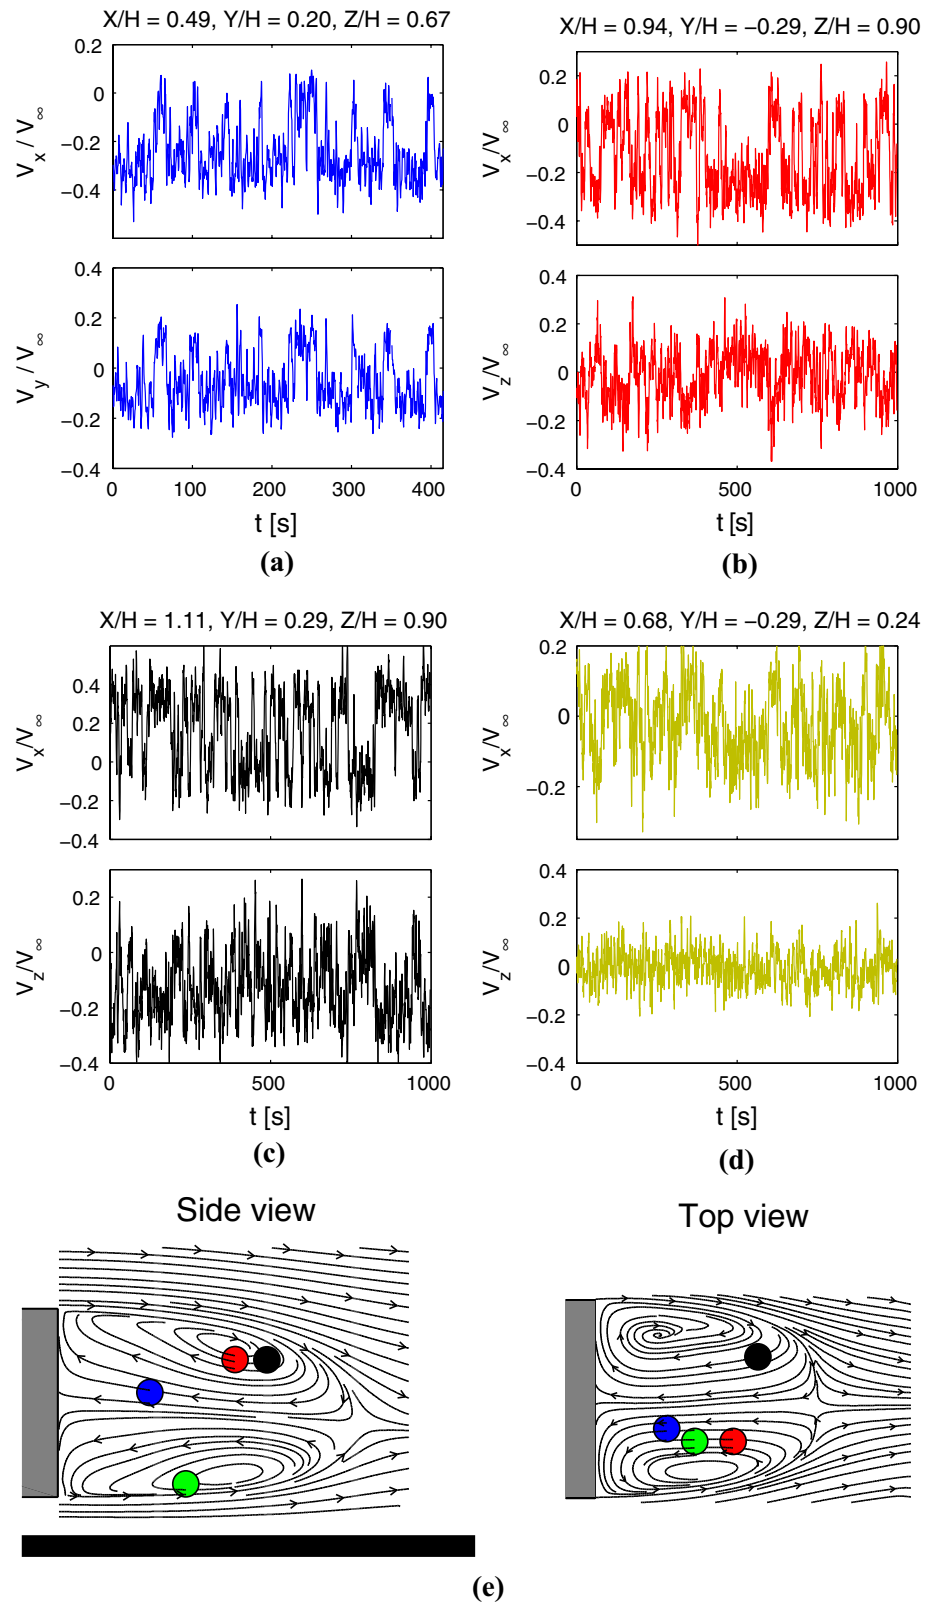 X/H = 0.49, Y/H = 0.20, Z/H = 0.67
0.2
0
−0.2
−0.4
V_x / V_∞
0.4
0.2
0
−0.2
−0.4
V_y / V_∞
0 100 200 300 400
t [s]
(a)
X/H = 0.94, Y/H = −0.29, Z/H = 0.90
0.2
0
−0.2
−0.4
V_x/V_∞
0.4
0.2
0
−0.2
−0.4
V_z/V_∞
0 500 1000
t [s]
(b)
X/H = 1.11, Y/H = 0.29, Z/H = 0.90
0.4
0.2
0
−0.2
−0.4
V_x/V_∞
0.2
0
−0.2
−0.4
V_z/V_∞
0 500 1000
t [s]
(c)
X/H = 0.68, Y/H = −0.29, Z/H = 0.24
0.2
0
−0.2
V_x/V_∞
0.4
0.2
0
−0.2
−0.4
V_z/V_∞
0 500 1000
t [s]
(d)
Side view
Top view
(e)